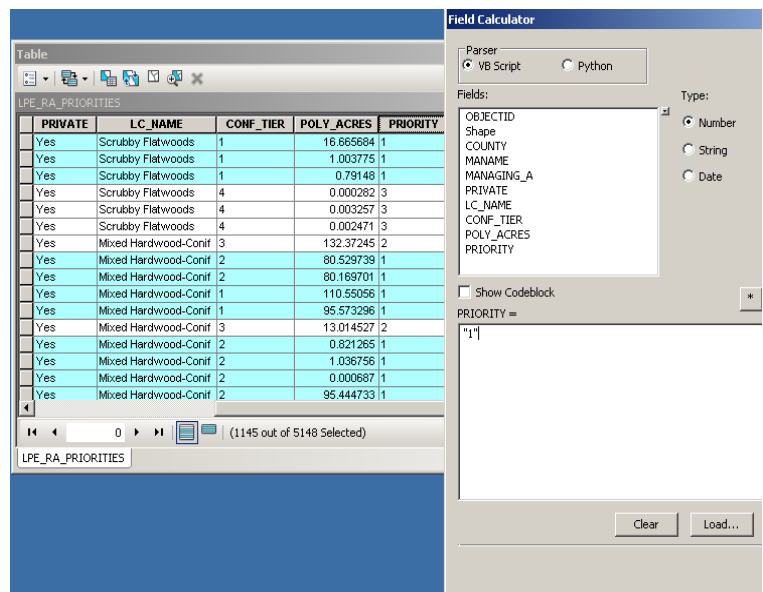 Table
LPE_RA_PRIORITIES
PRIVATE LC_NAME CONF_TIER POLY_ACRES PRIORITY
Yes Scrubby Flatwoods 1 16.665684 1
Yes Scrubby Flatwoods 1 1.003775 1
Yes Scrubby Flatwoods 1 0.79148 1
Yes Scrubby Flatwoods 4 0.000282 3
Yes Scrubby Flatwoods 4 0.003257 3
Yes Scrubby Flatwoods 4 0.002471 3
Yes Mixed Hardwood-Conif 3 132.37245 2
Yes Mixed Hardwood-Conif 2 80.529739 1
Yes Mixed Hardwood-Conif 2 80.169701 1
Yes Mixed Hardwood-Conif 1 110.55056 1
Yes Mixed Hardwood-Conif 1 95.573296 1
Yes Mixed Hardwood-Conif 3 13.014527 2
Yes Mixed Hardwood-Conif 2 0.821265 1
Yes Mixed Hardwood-Conif 2 1.036756 1
Yes Mixed Hardwood-Conif 2 0.000687 1
Yes Mixed Hardwood-Conif 2 95.444733 1
0 (1145 out of 5148 Selected)
LPE_RA_PRIORITIES
Field Calculator
Parser
VB Script Python
Fields: Type:
OBJECTID
Shape
COUNTY
MANAME
MANAGING_A
PRIVATE
LC_NAME
CONF_TIER
POLY_ACRES
PRIORITY
Number
String
Date
Show Codeblock *
PRIORITY =
"1"
Clear Load...